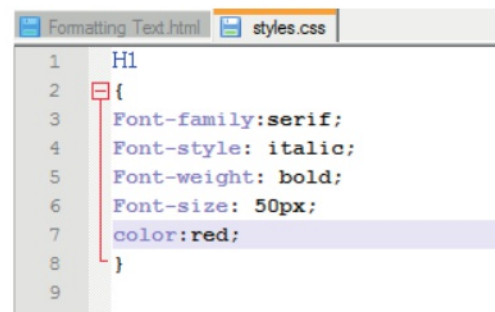 Formatting Text.html styles.css
1 H1
2 {
3 Font-family:serif;
4 Font-style: italic;
5 Font-weight: bold;
6 Font-size: 50px;
7 color:red;
8 }
9